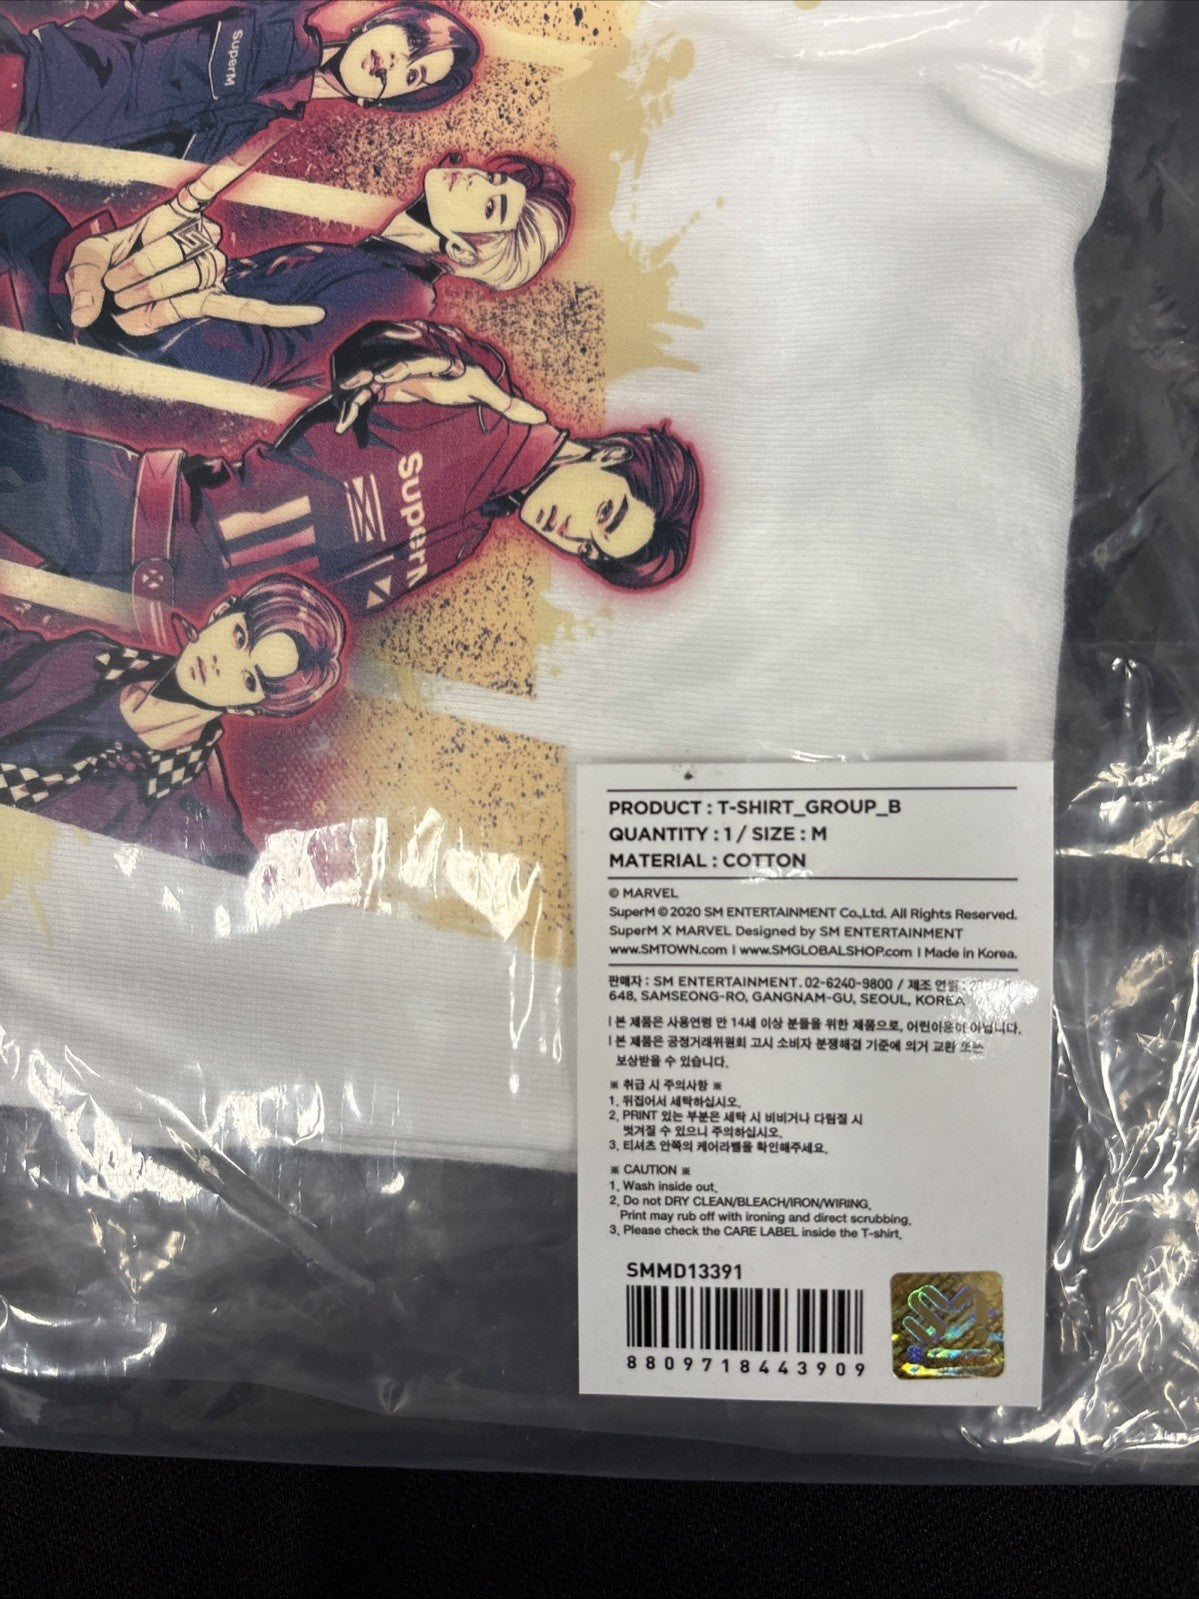 SuperM
SuperM
PRODUCT : T-SHIRT_GROUP_B
QUANTITY : 1 / SIZE : M
MATERIAL : COTTON
© MARVEL
SuperM © 2020 SM ENTERTAINMENT Co.,Ltd. All Rights Reserved.
SuperM X MARVEL Designed by SM ENTERTAINMENT
www.SMTOWN.com I www.SMGLOBALSHOP.com I Made in Korea.
판매자 : SM ENTERTAINMENT. 02-6240-9800 / 제조 연월 :
648, SAMSEONG-RO, GANGNAM-GU, SEOUL, KOREA
I 본 제품은 사용연령 만 14세 이상 분들을 위한 제품으로, 어린이용이 아닙니다.
I 본 제품은 공정거래위원회 고시 소비자 분쟁해결 기준에 의거 교환 또는
보상받을 수 있습니다.
※ 취급 시 주의사항 ※
1. 뒤집어서 세탁하십시오.
2. PRINT 있는 부분은 세탁 시 비비거나 다림질 시
벗겨질 수 있으니 주의하십시오.
3. 티셔츠 안쪽의 케어라벨을 확인해주세요.
※ CAUTION ※
1. Wash inside out.
2. Do not DRY CLEAN/BLEACH/IRON/WIRING.
Print may rub off with ironing and direct scrubbing.
3. Please check the CARE LABEL inside the T-shirt.
SMMD13391
8809718443909